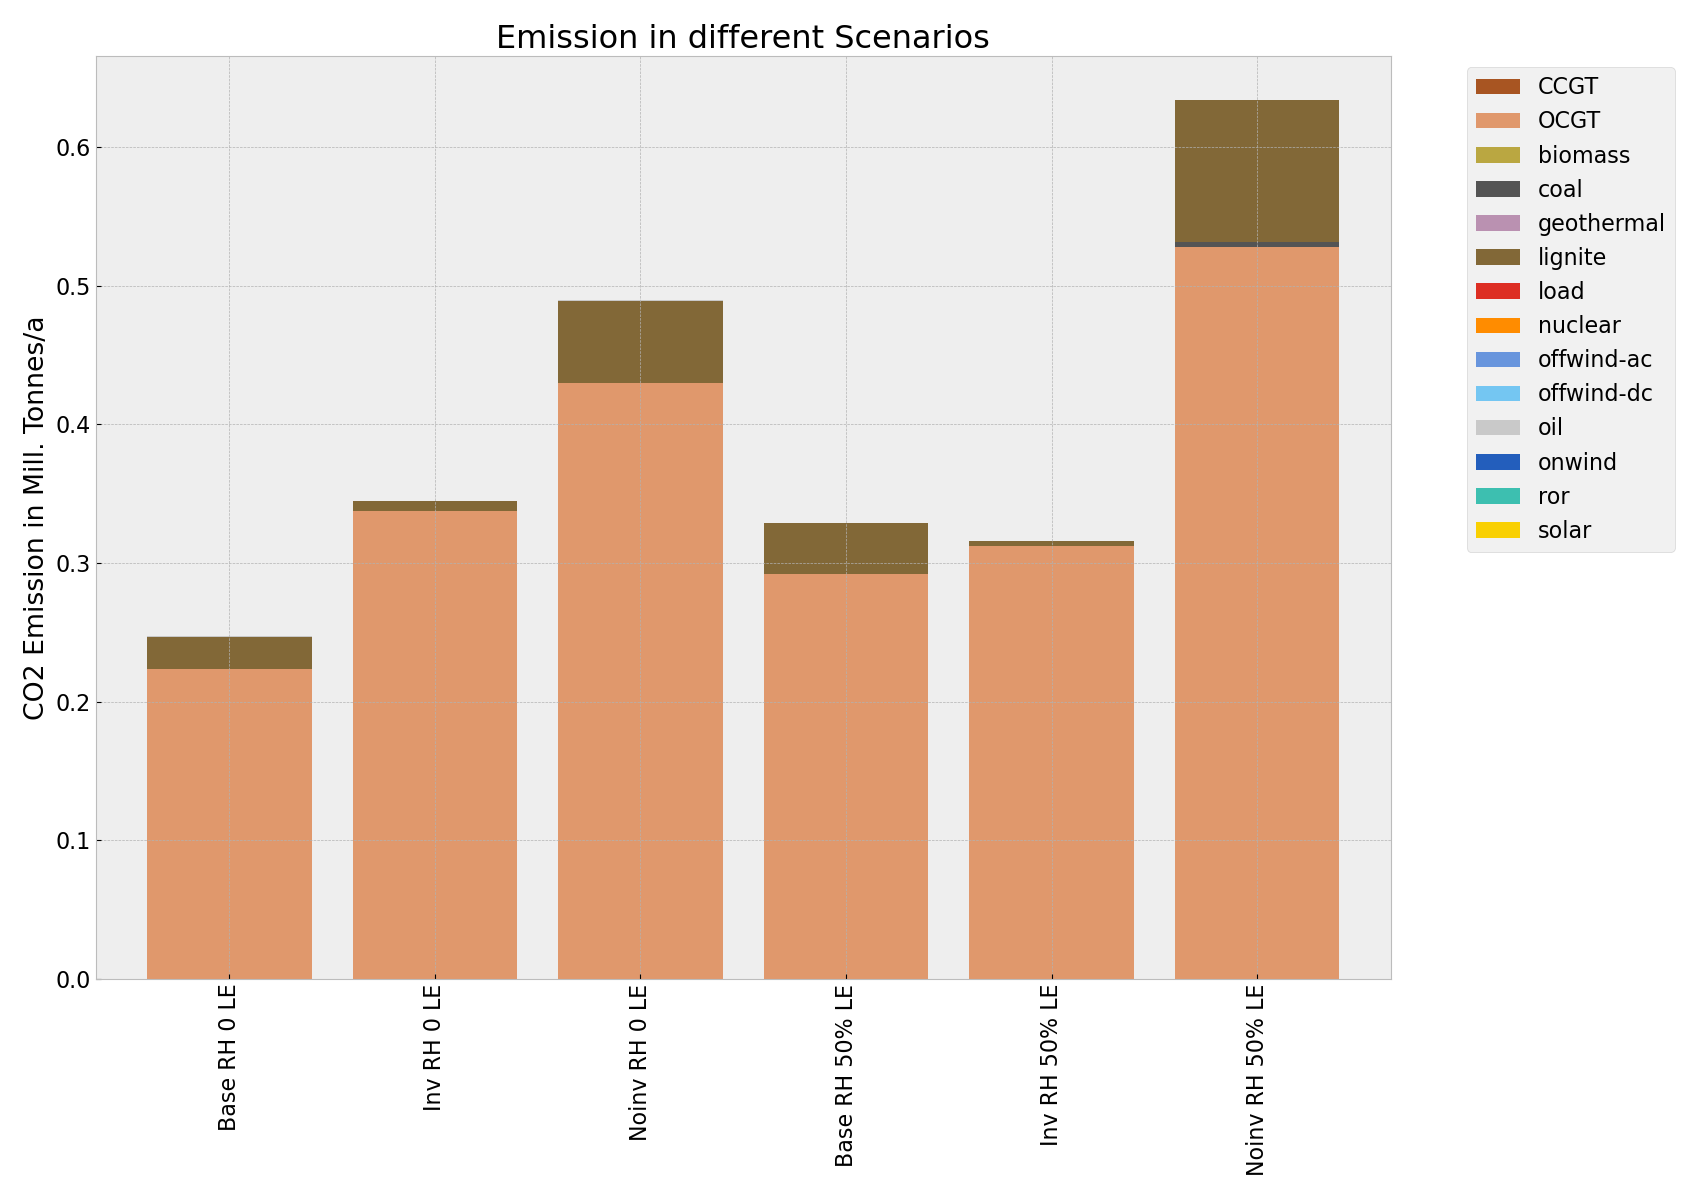 Emission in different Scenarios
CO2 Emission in Mill. Tonnes/a
0.6
0.5
0.4
0.3
0.2
0.1
0.0
Base RH 0 LE
Inv RH 0 LE
Noinv RH 0 LE
Base RH 50% LE
Inv RH 50% LE
Noinv RH 50% LE
CCGT
OCGT
biomass
coal
geothermal
lignite
load
nuclear
offwind-ac
offwind-dc
oil
onwind
ror
solar